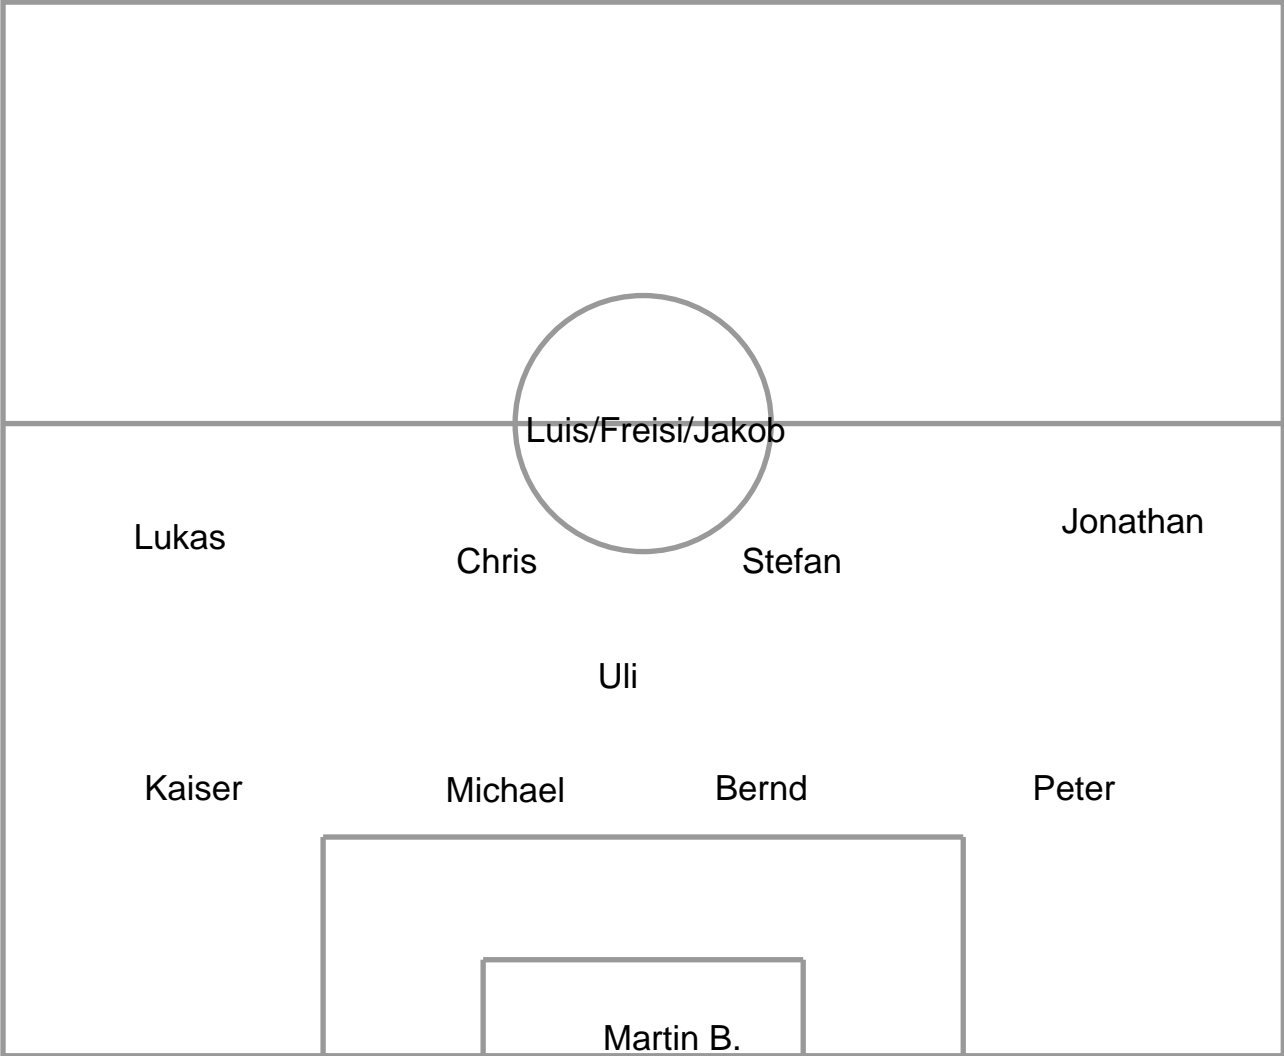 Luis/Freisi/Jakob
Lukas
Jonathan
Chris
Stefan
Uli
Kaiser
Michael
Bernd
Peter
Martin B.